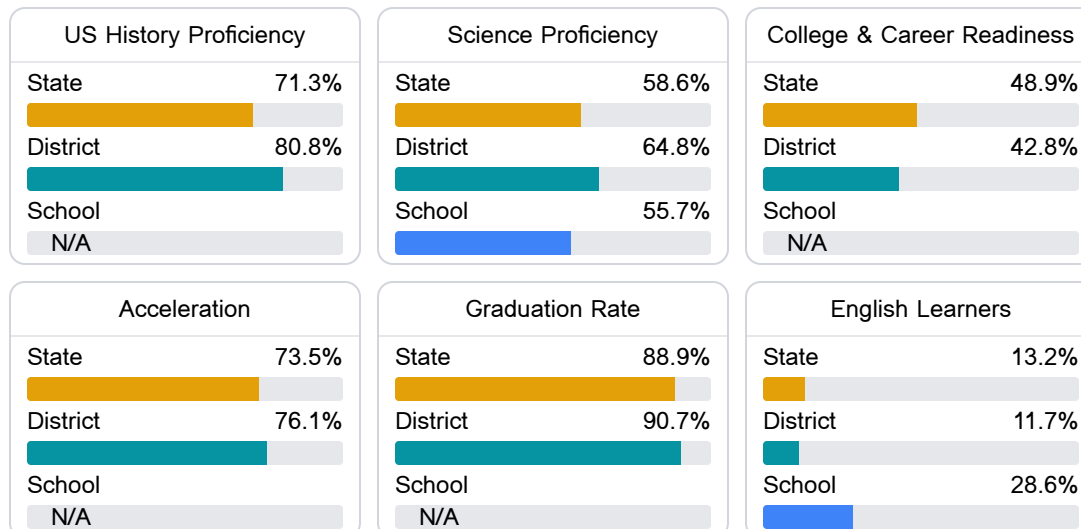 US History Proficiency
State 71.3%
District 80.8%
School
N/A
Science Proficiency
State 58.6%
District 64.8%
School 55.7%
College & Career Readiness
State 48.9%
District 42.8%
School
N/A
Acceleration
State 73.5%
District 76.1%
School
N/A
Graduation Rate
State 88.9%
District 90.7%
School
N/A
English Learners
State 13.2%
District 11.7%
School 28.6%